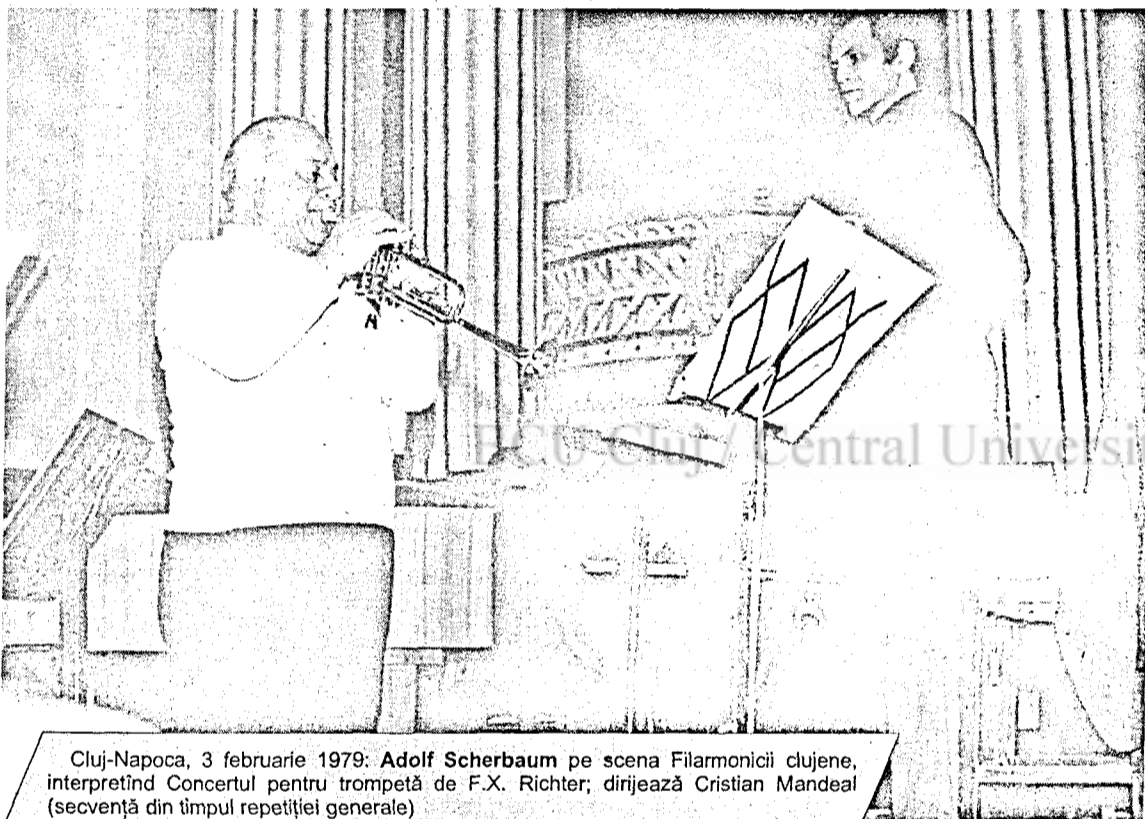 BCU Cluj / Central Universi
Cluj-Napoca, 3 februarie 1979: Adolf Scherbaum pe scena Filarmonicii clujene,
interpretînd Concertul pentru trompetă de F.X. Richter; dirijează Cristian Mandeal
(secvență din timpul repetiției generale)